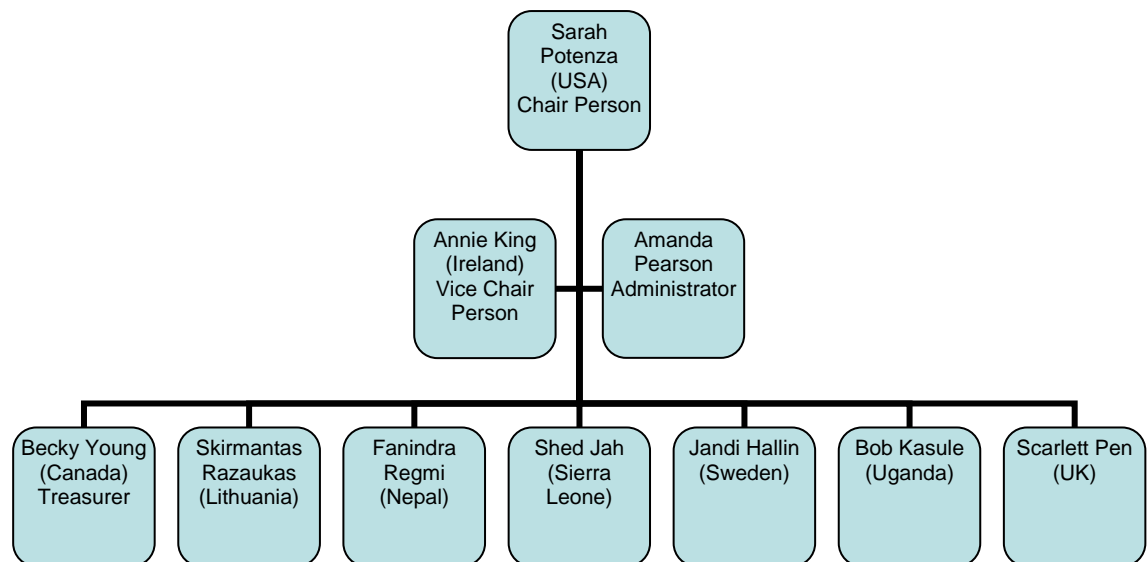 Sarah
Potenza
(USA)
Chair Person
Annie King
(Ireland)
Vice Chair
Person
Amanda
Pearson
Administrator
Becky Young
(Canada)
Treasurer
Skirmantas
Razaukas
(Lithuania)
Fanindra
Regmi
(Nepal)
Shed Jah
(Sierra
Leone)
Jandi Hallin
(Sweden)
Bob Kasule
(Uganda)
Scarlett Pen
(UK)